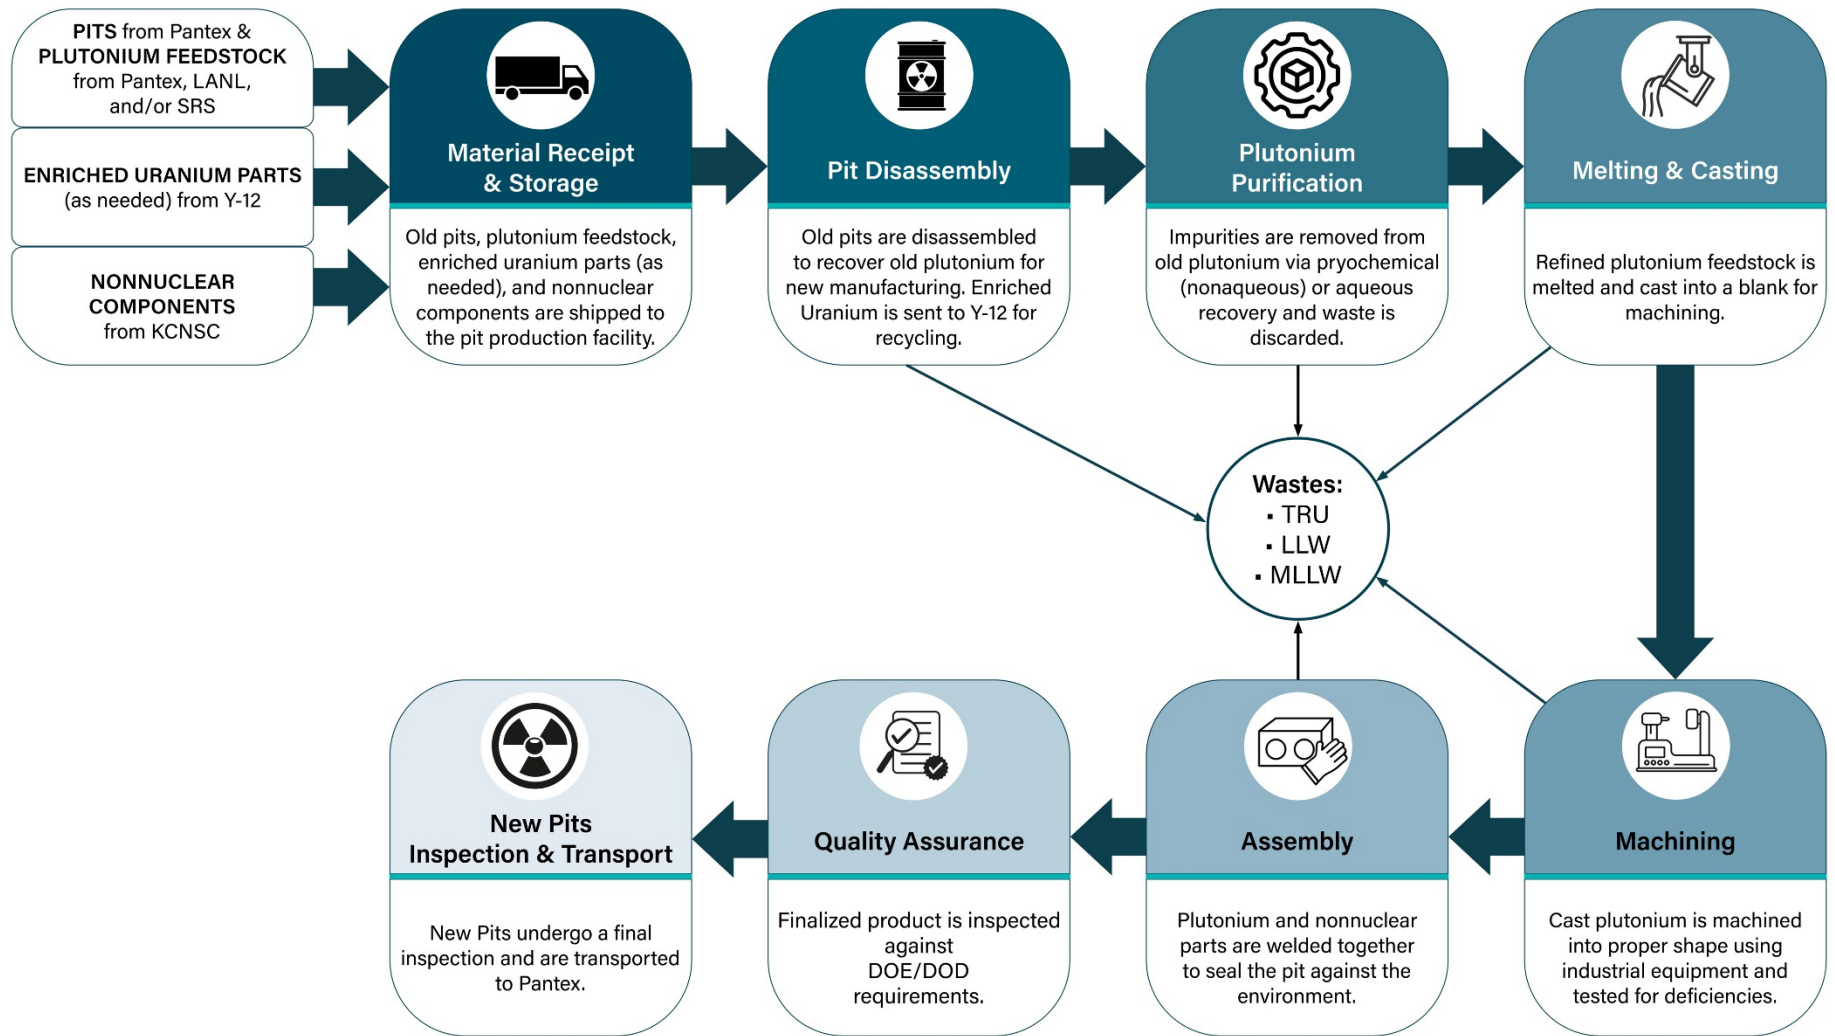 PITS from Pantex &
PLUTONIUM FEEDSTOCK
from Pantex, LANL,
and/or SRS
ENRICHED URANIUM PARTS
(as needed) from Y-12
NONNUCLEAR
COMPONENTS
from KCNSC
Material Receipt
& Storage
Old pits, plutonium feedstock,
enriched uranium parts (as
needed), and nonnuclear
components are shipped to
the pit production facility.
Pit Disassembly
Old pits are disassembled
to recover old plutonium for
new manufacturing. Enriched
Uranium is sent to Y-12 for
recycling.
Plutonium
Purification
Impurities are removed from
old plutonium via pryochemical
(nonaqueous) or aqueous
recovery and waste is
discarded.
Melting & Casting
Refined plutonium feedstock is
melted and cast into a blank for
machining.
Wastes:
▪ TRU
▪ LLW
▪ MLLW
Machining
Cast plutonium is machined
into proper shape using
industrial equipment and
tested for deficiencies.
Assembly
Plutonium and nonnuclear
parts are welded together
to seal the pit against the
environment.
Quality Assurance
Finalized product is inspected
against
DOE/DOD
requirements.
New Pits
Inspection & Transport
New Pits undergo a final
inspection and are transported
to Pantex.